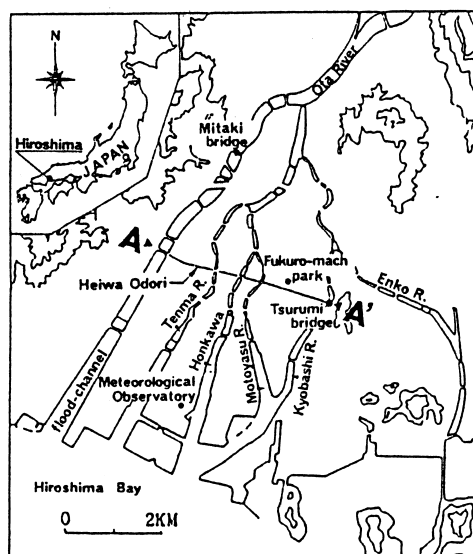 N
Ota River
Mitaki
bridge
Hiroshima
JAPAN
A
Heiwa Odori
Fukuro-mach
park
Tsurumi
bridge
A'
Enko R.
Tenma R.
Honkawa
Motoyasu R.
Kyobashi R.
flood-channel
Meteorological
Observatory
Hiroshima Bay
0 2KM